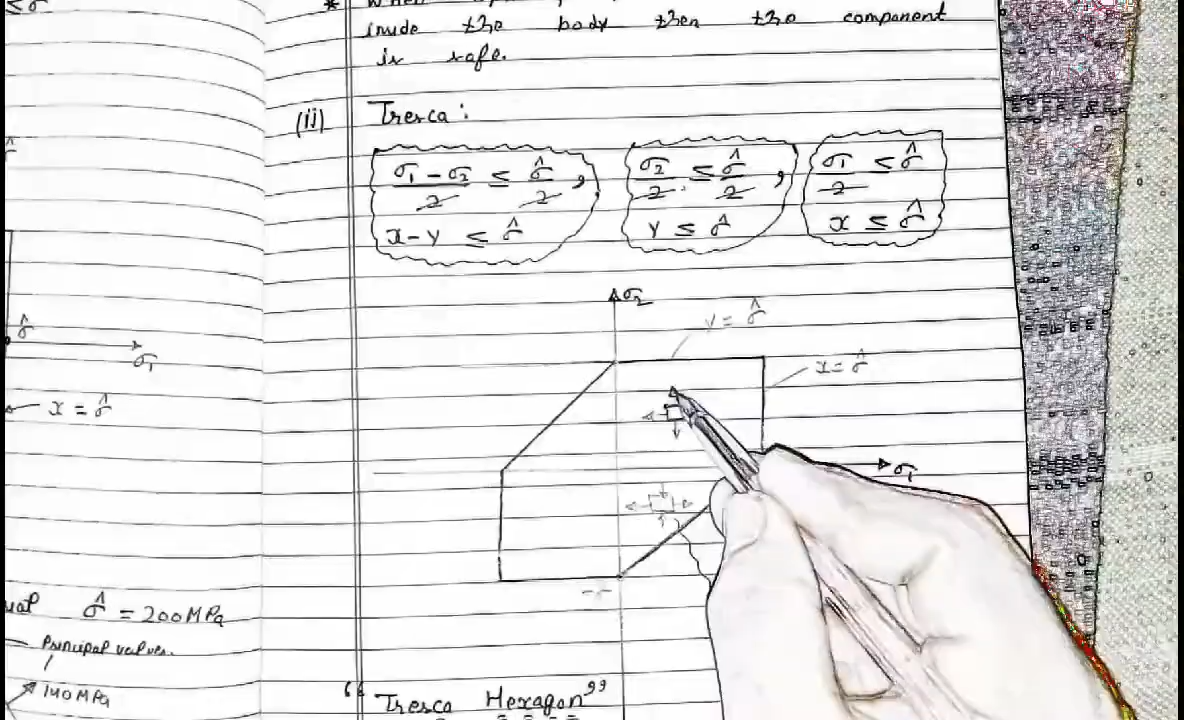 ≤ σ̂
inside the body then the component
is safe.
(ii) Tresca :
σ1 - σ2 / 2 ≤ σ̂ / 2 , σ2 / 2 ≤ σ̂ / 2 , σ1 / 2 ≤ σ̂
x - y ≤ σ̂ y ≤ σ̂ x ≤ σ̂
σ2
y = σ̂
σ̂
σ1
x = σ̂
x = σ̂
σ1
σ̂ = 200 MPa
Principal values.
140 MPa
"Tresca Hexagon"